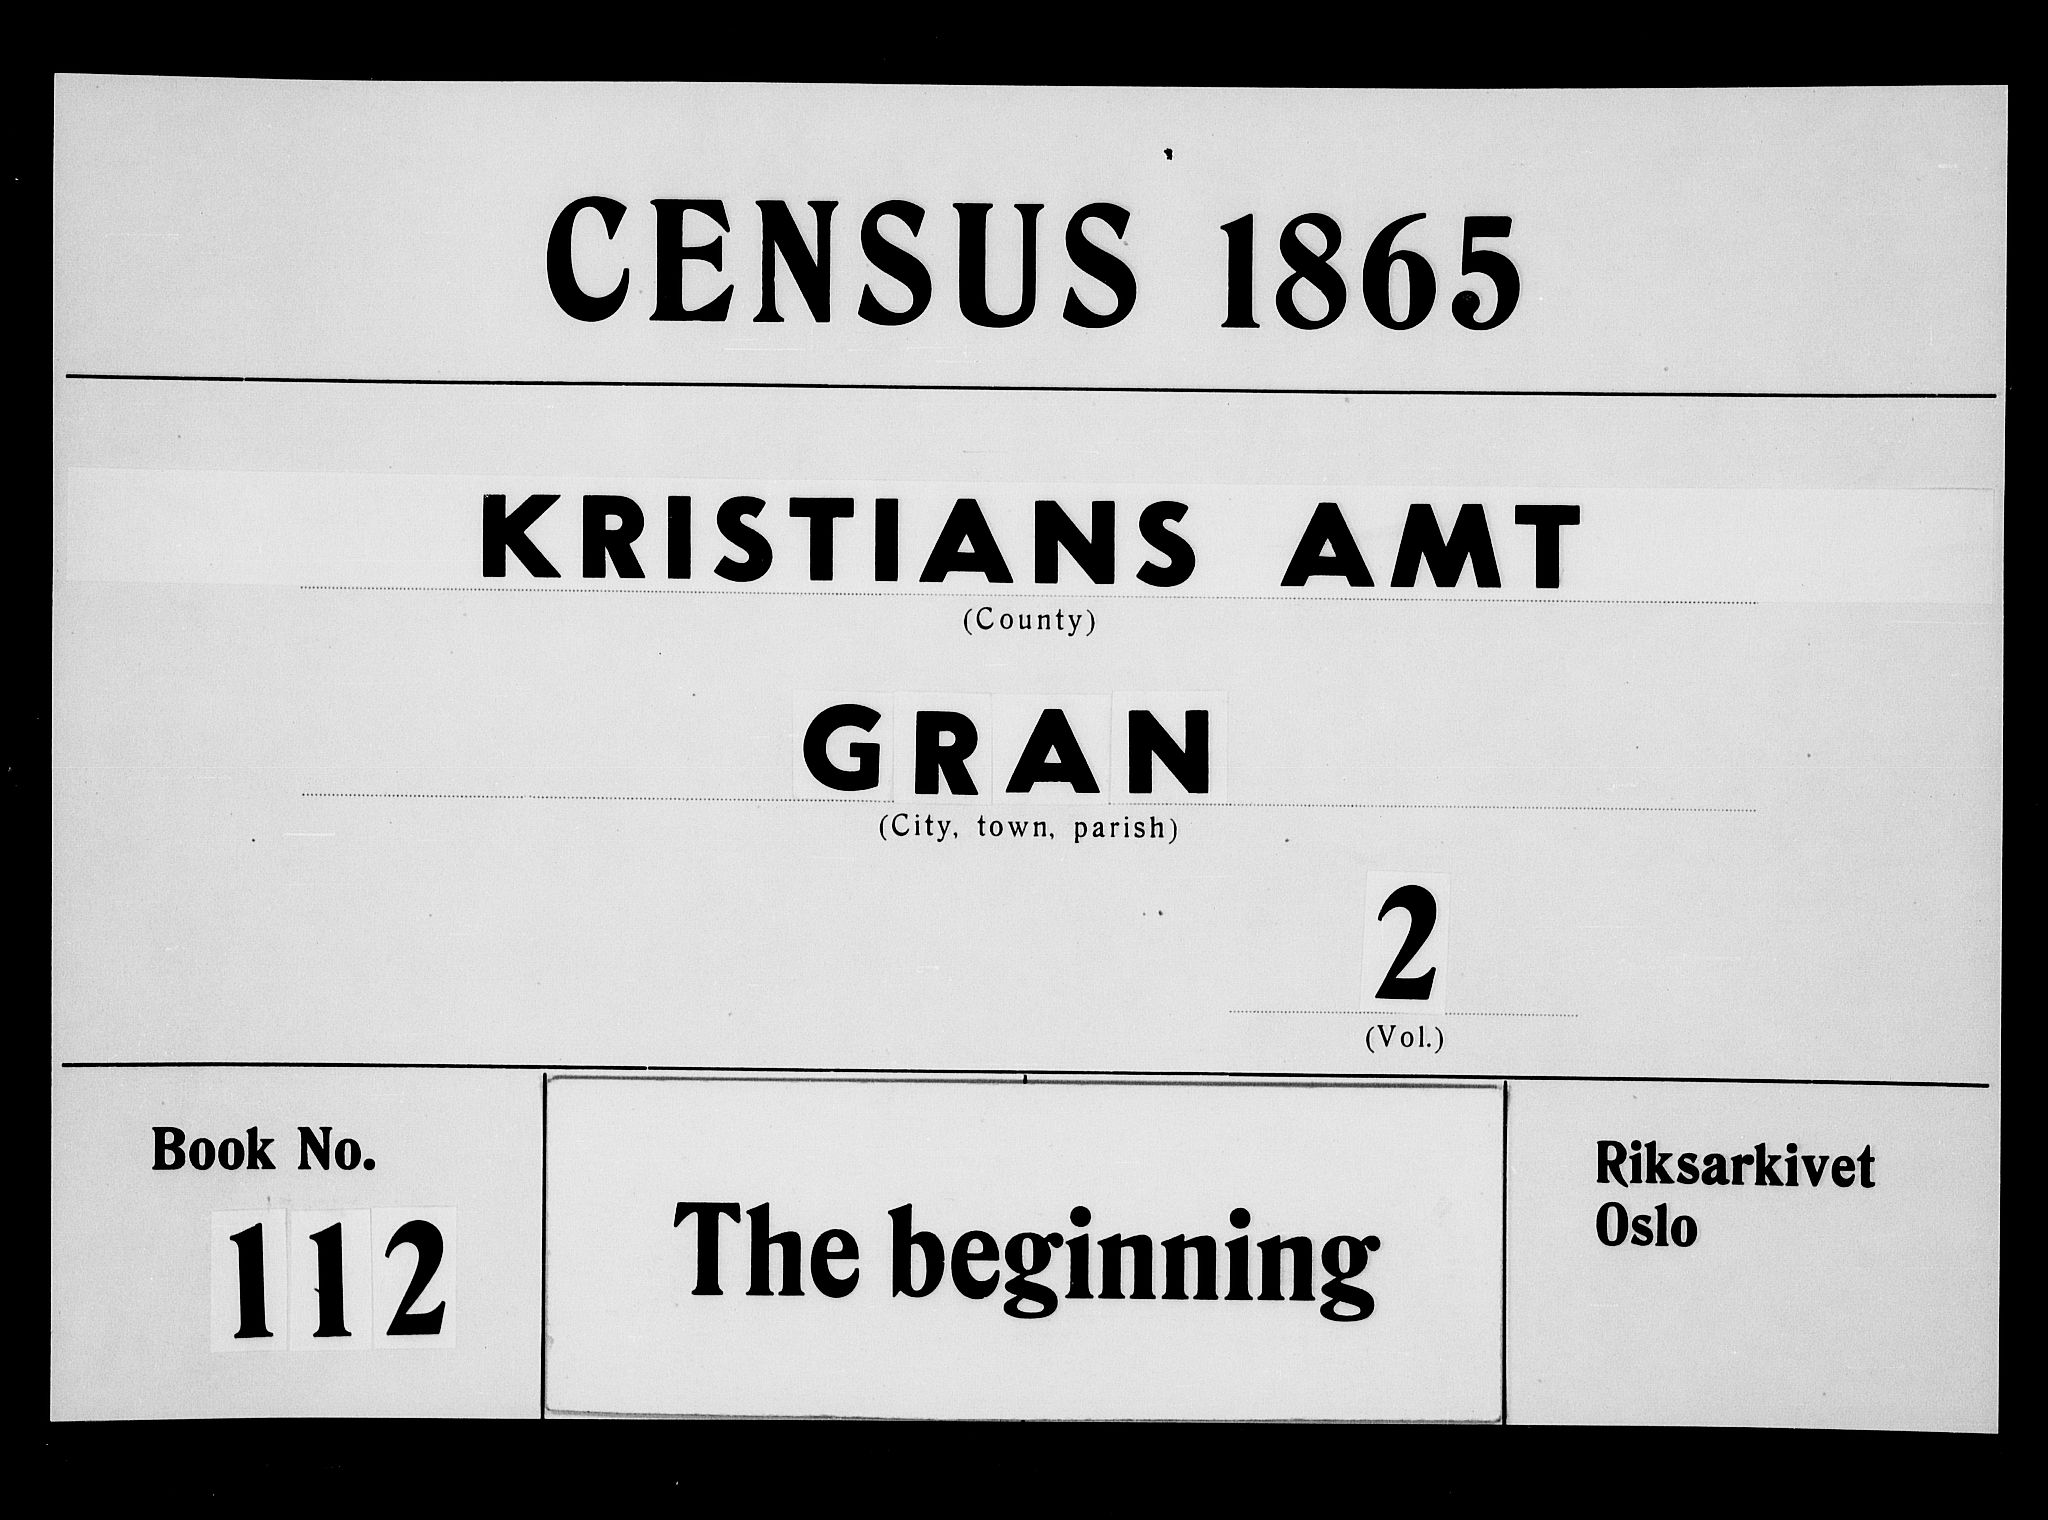 CENSUS 1865
KRISTIANS AMT
(County)
GRAN
(City, town, parish)
2
(Vol.)
Book No.
112
The beginning
Riksarkivet
Oslo